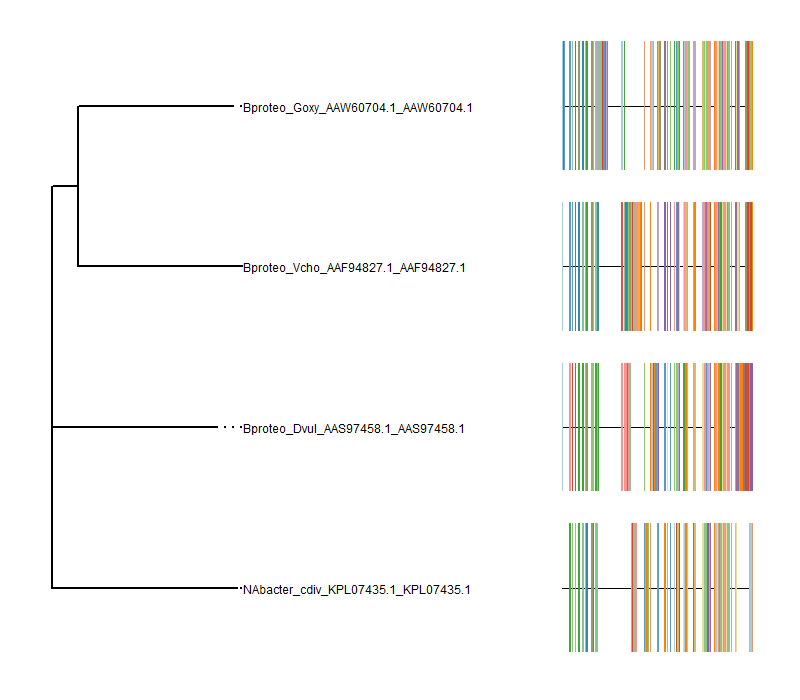 Bproteo_Goxy_AAW60704.1_AAW60704.1
Bproteo_Vcho_AAF94827.1_AAF94827.1
Bproteo_Dvul_AAS97458.1_AAS97458.1
NAbacter_cdiv_KPL07435.1_KPL07435.1